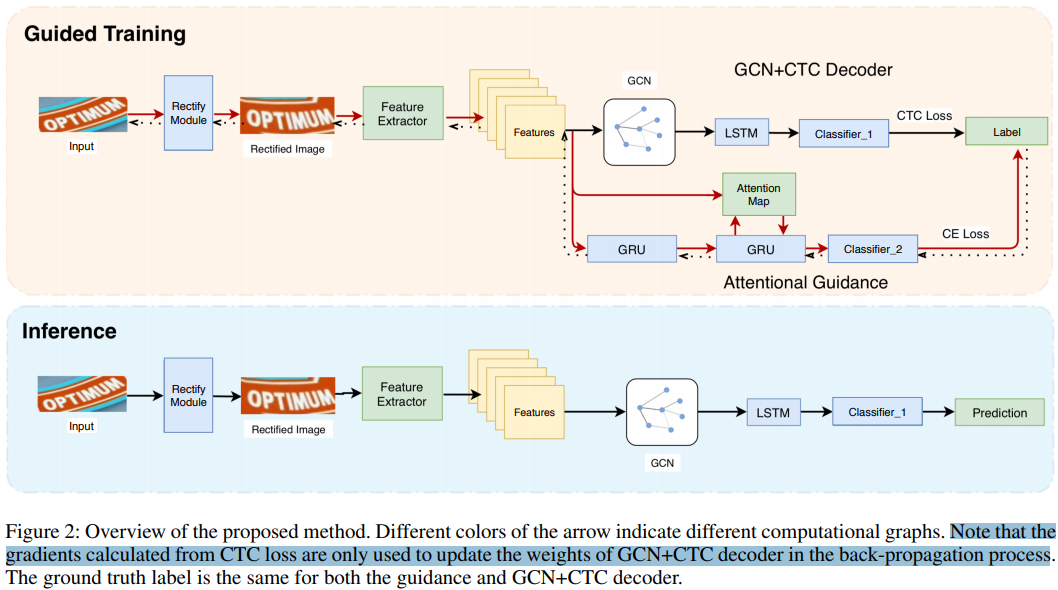 Guided Training
GCN
GCN+CTC Decoder
OPTIMUM
Rectify
Module
OPTIMUM
Feature
Extractor
Features
LSTM
Classifier_1
CTC Loss
Label
Input
Rectified Image
Attention
Map
GRU
GRU
Classifier_2
CE Loss
Attentional Guidance
Inference
OPTIMUM
Rectify
Module
OPTIMUM
Feature
Extractor
Features
LSTM
Classifier_1
Prediction
Input
Rectified Image
GCN
Figure 2: Overview of the proposed method. Different colors of the arrow indicate different computational graphs. Note that the
gradients calculated from CTC loss are only used to update the weights of GCN+CTC decoder in the back-propagation process.
The ground truth label is the same for both the guidance and GCN+CTC decoder.